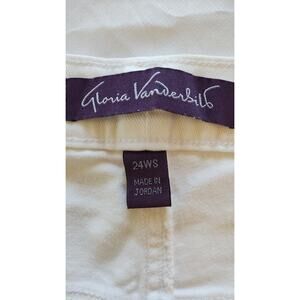 Gloria Vanderbilt
24WS
MADE IN
JORDAN